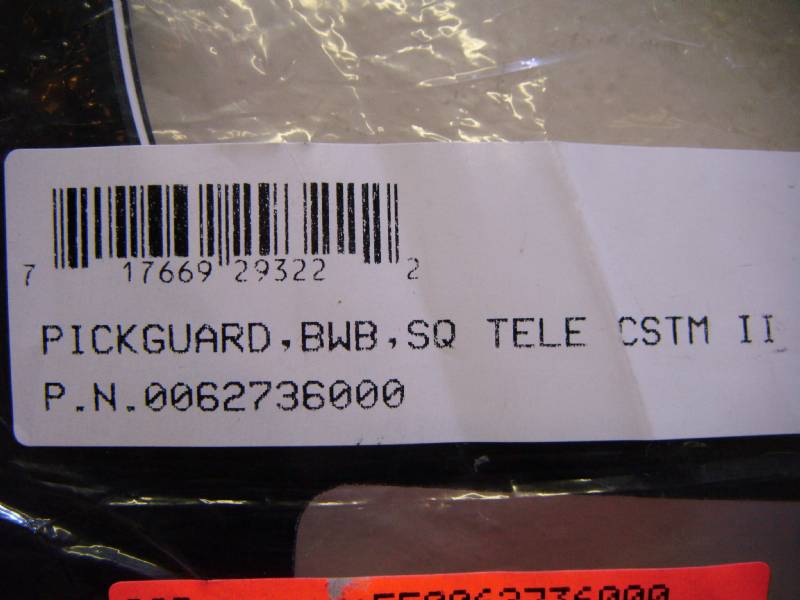 7 17669 29322 2
PICKGUARD,BWB,SQ TELE CSTM II
P.N.0062736000